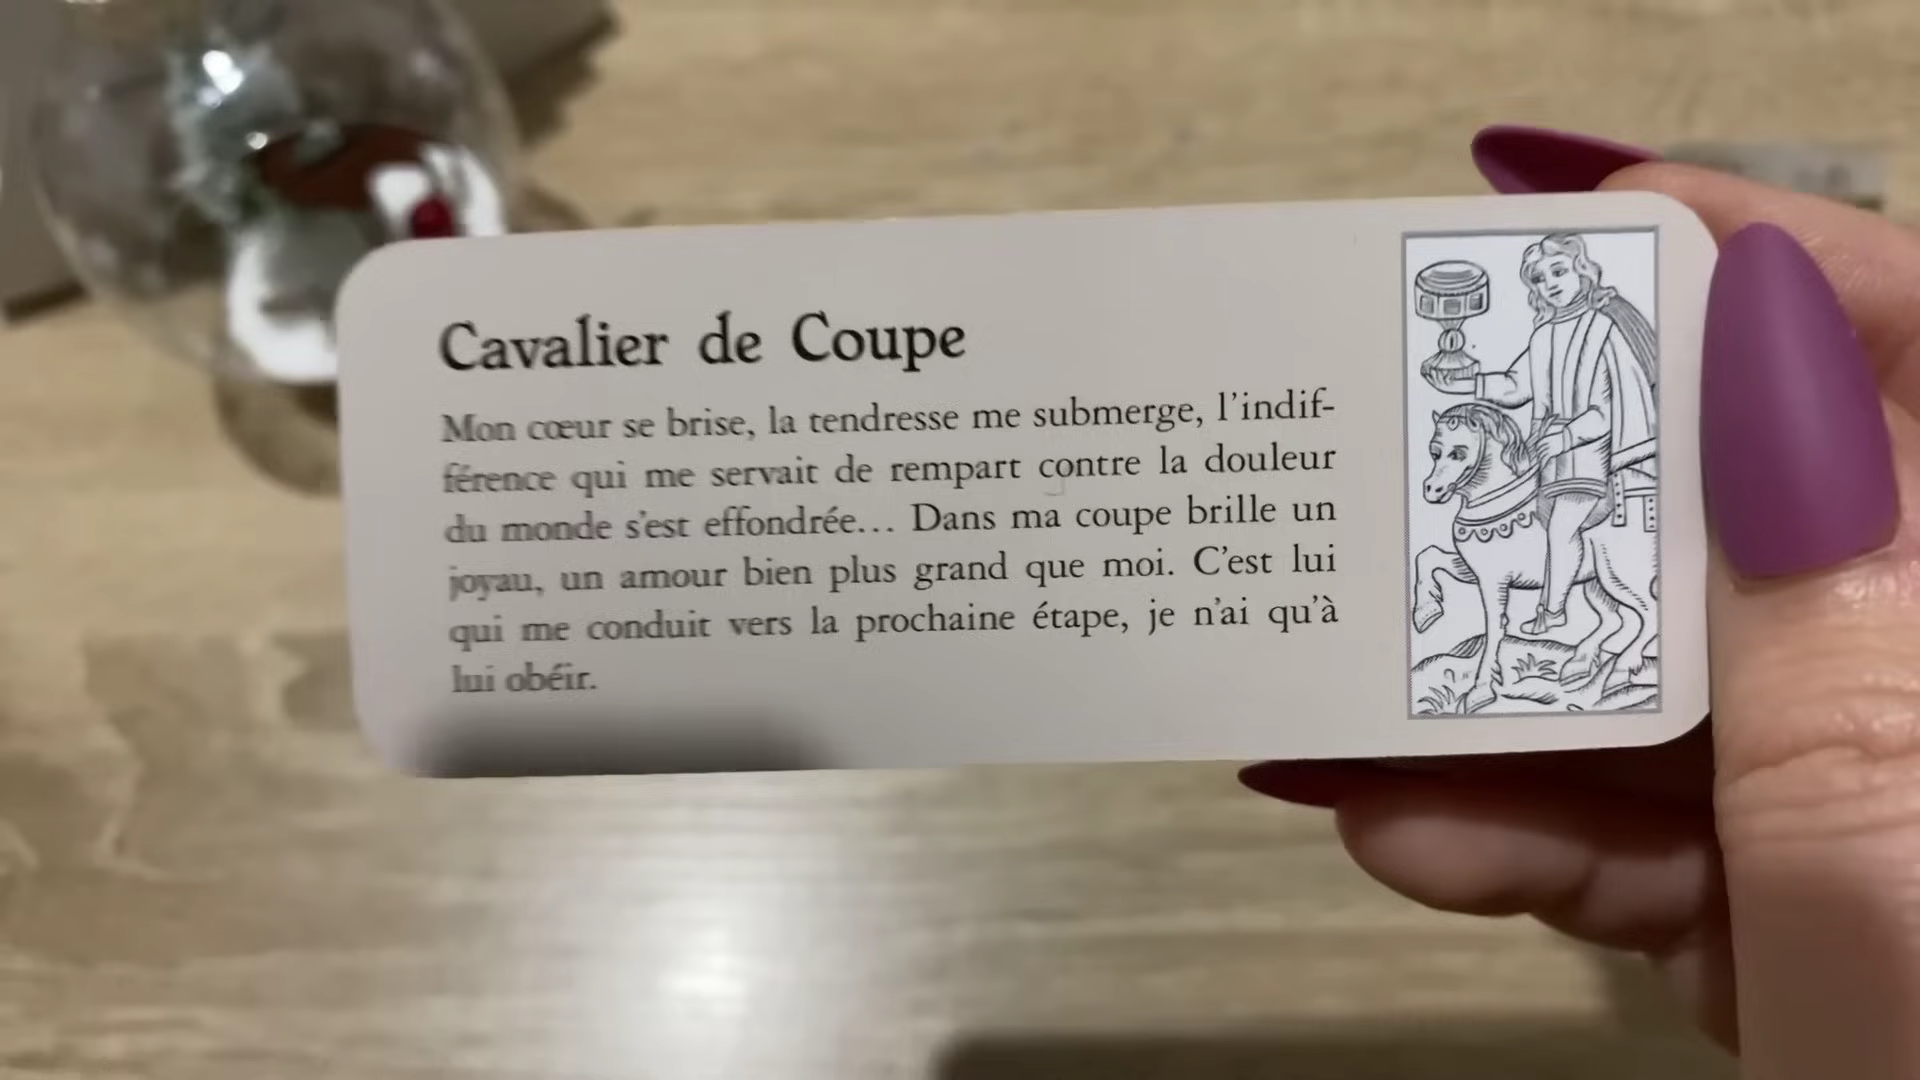 Cavalier de Coupe
Mon cœur se brise, la tendresse me submerge, l'indif-
férence qui me servait de rempart contre la douleur
du monde s'est effondrée... Dans ma coupe brille un
joyau, un amour bien plus grand que moi. C'est lui
qui me conduit vers la prochaine étape, je n'ai qu'à
lui obéir.